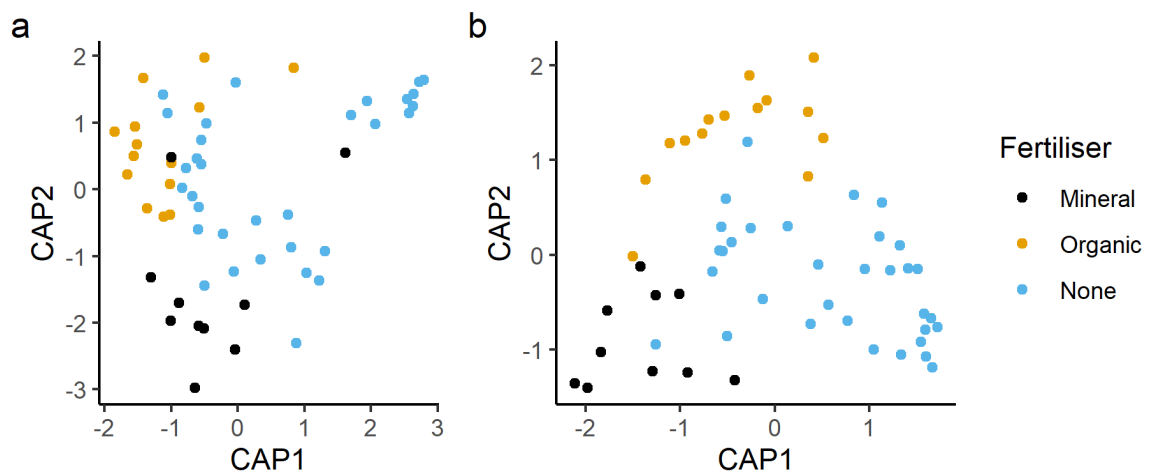 a
CAP2
2
1
0
-1
-2
-3
-2 -1 0 1 2 3
CAP1
b
CAP2
2
1
0
-1
-2 -1 0 1
CAP1
Fertiliser
Mineral
Organic
None